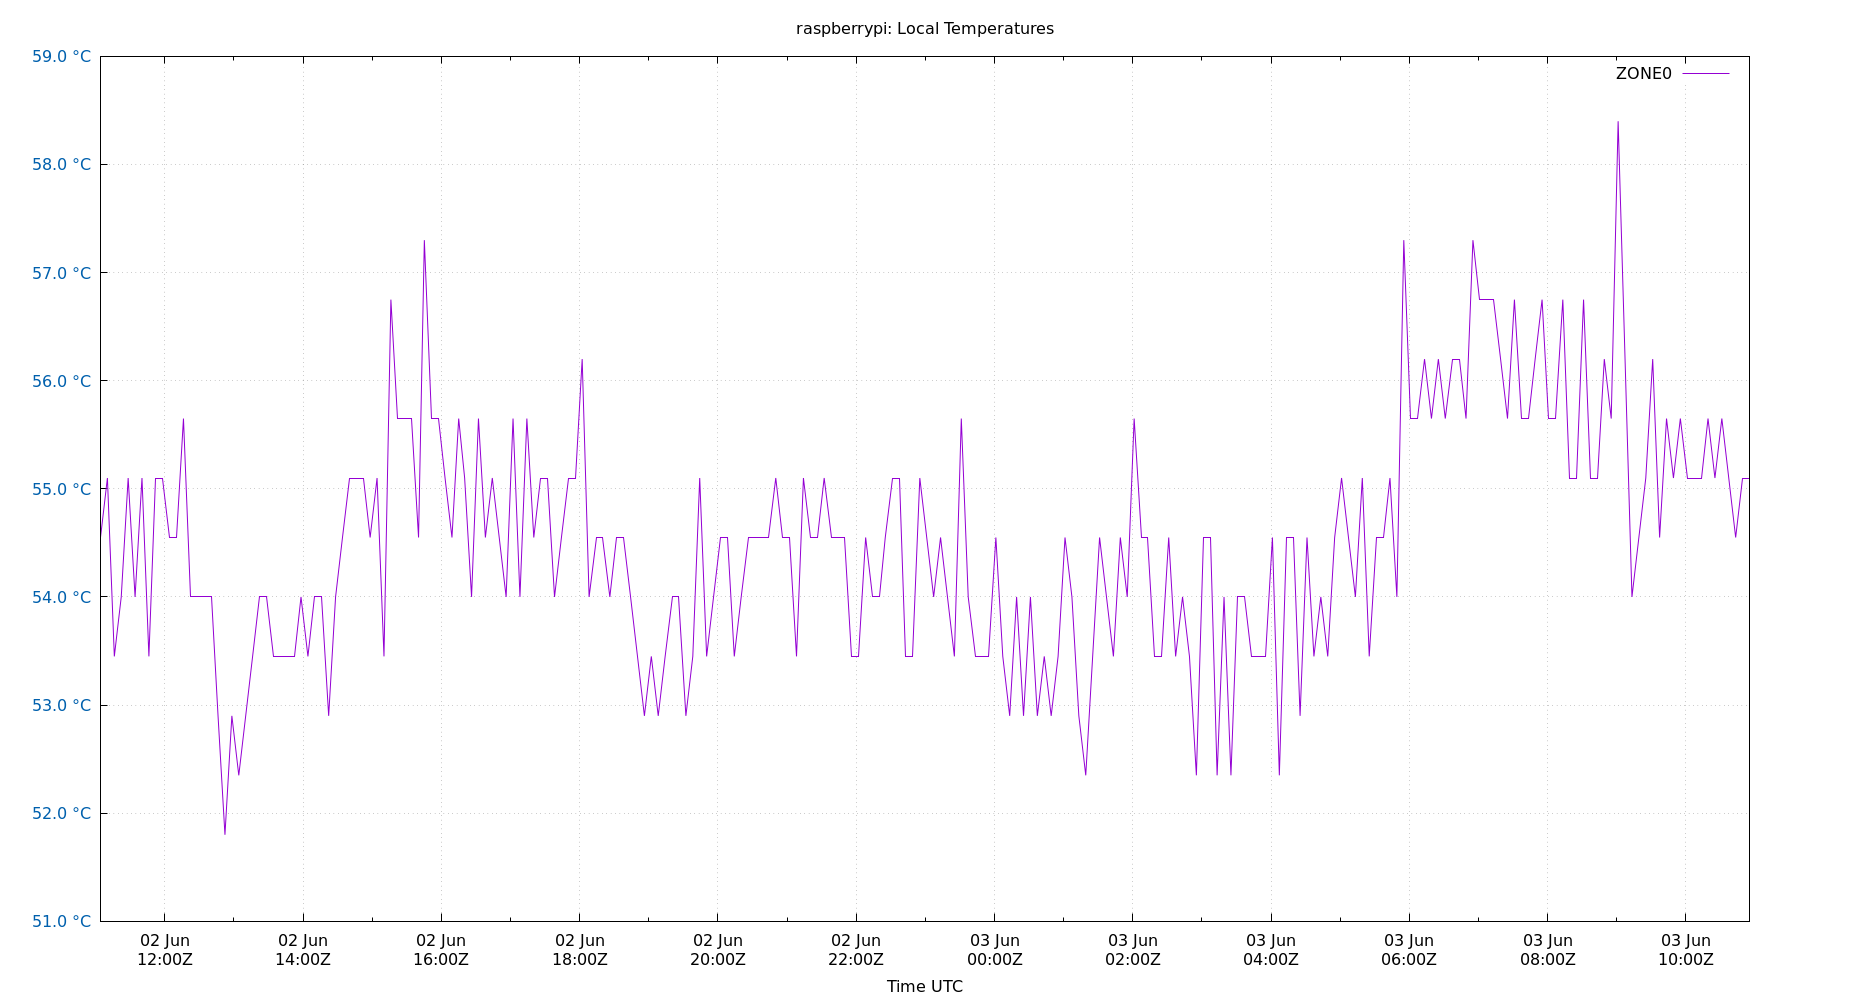 raspberrypi: Local Temperatures
59.0 °C
ZONE0
58.0 °C
57.0 °C
56.0 °C
55.0 °C
54.0 °C
53.0 °C
52.0 °C
51.0 °C
02 Jun 02 Jun 02 Jun 02 Jun 02 Jun 02 Jun 03 Jun 03 Jun 03 Jun 03 Jun 03 Jun 03 Jun
12:00Z 14:00Z 16:00Z 18:00Z 20:00Z 22:00Z 00:00Z 02:00Z 04:00Z 06:00Z 08:00Z 10:00Z
Time UTC